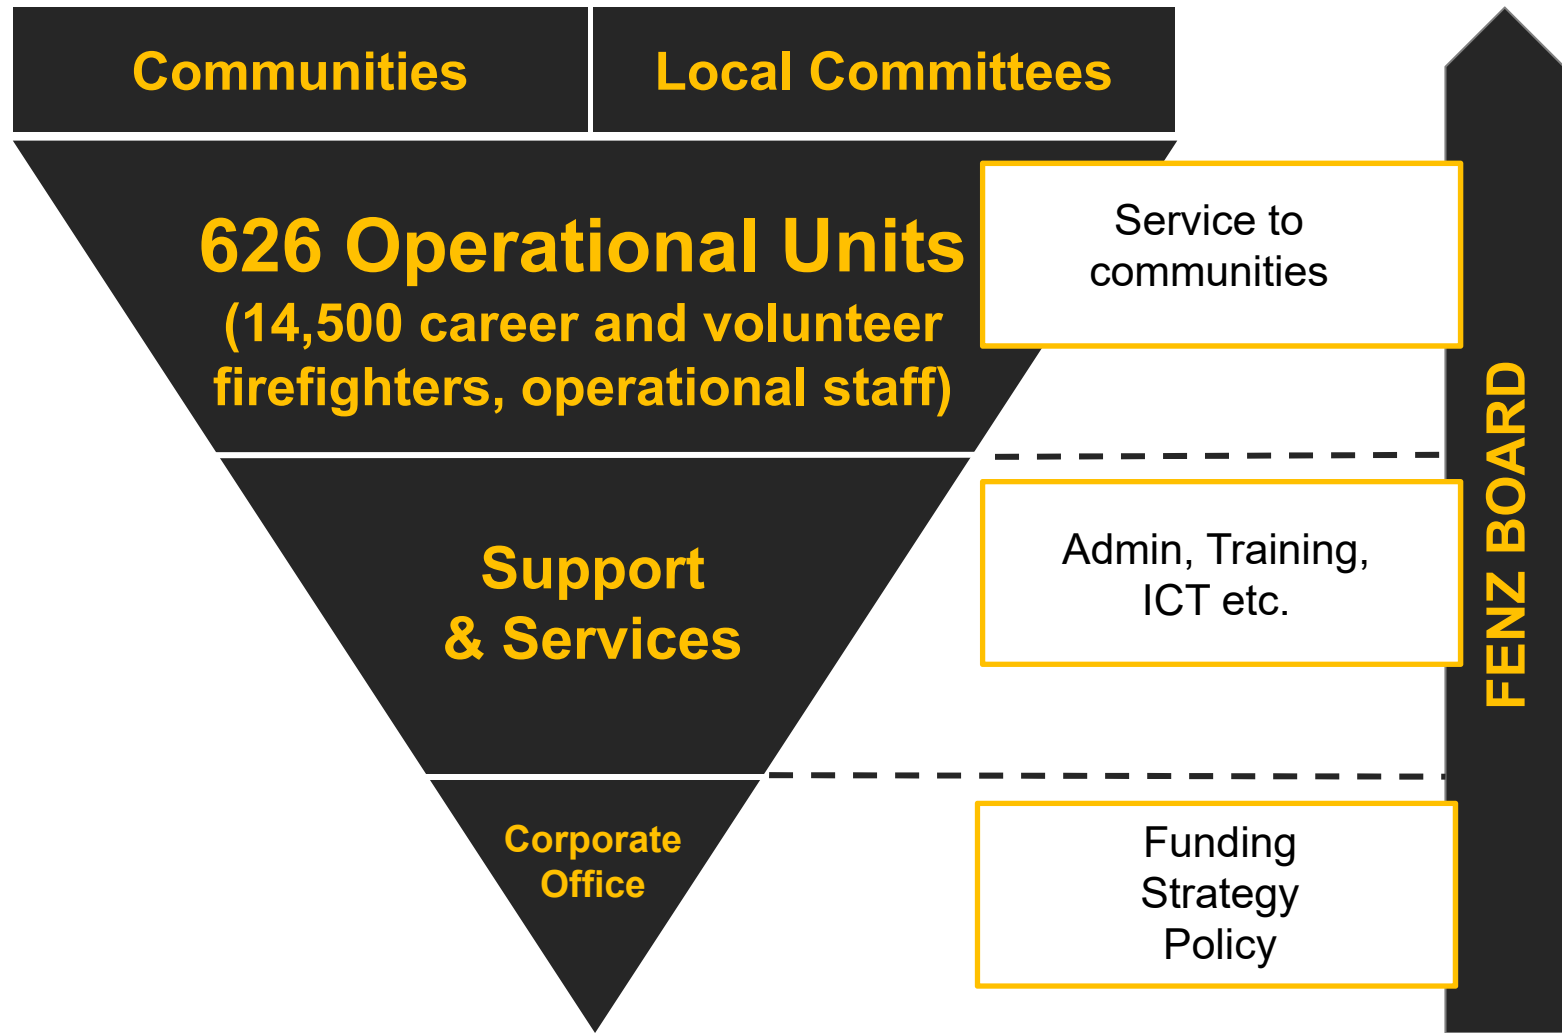 Communities
Local Committees
626 Operational Units
(14,500 career and volunteer
firefighters, operational staff)
Service to
communities
Support
& Services
Admin, Training,
ICT etc.
Corporate
Office
Funding
Strategy
Policy
FENZ BOARD